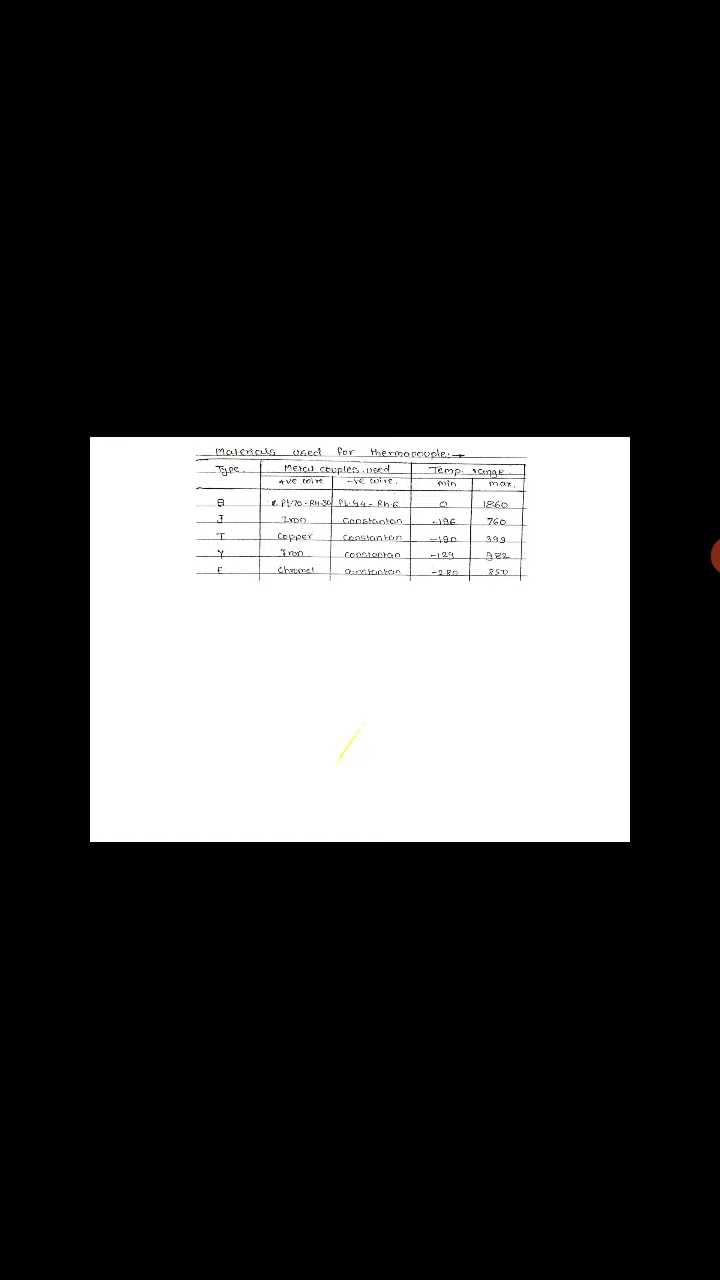 Materials used for thermocouple:→
Type. Metal couples used Temp. range.
+ve wire -ve wire. min max.
B Pt-70-RH-30 Pt-94-Rh-6 0 1860
J Iron constantan -196 760
T Copper constantan -190 399
Y Iron constantan -129 982
E Chromel constantan -280 850